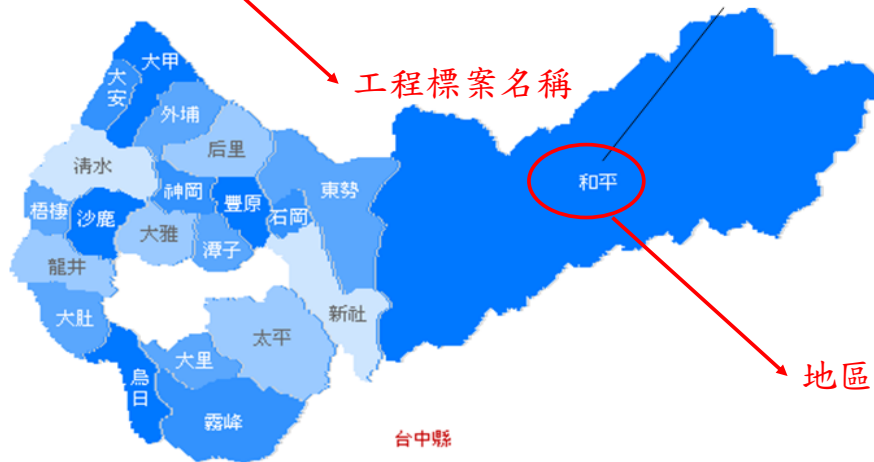 大甲
大安
工程標案名稱
外埔
后里
清水
神岡
豐原
東勢
和平
石岡
梧棲
沙鹿
大雅
潭子
龍井
大肚
新社
太平
大里
烏日
地區
霧峰
台中縣